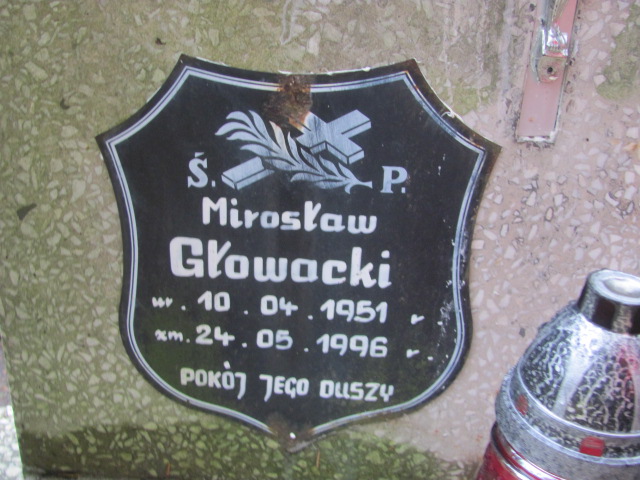 Ś. P.
Mirosław
Głowacki
ur. 10.04.1951 r
zm. 24.05.1996 r.
POKÓJ JEGO DUSZY